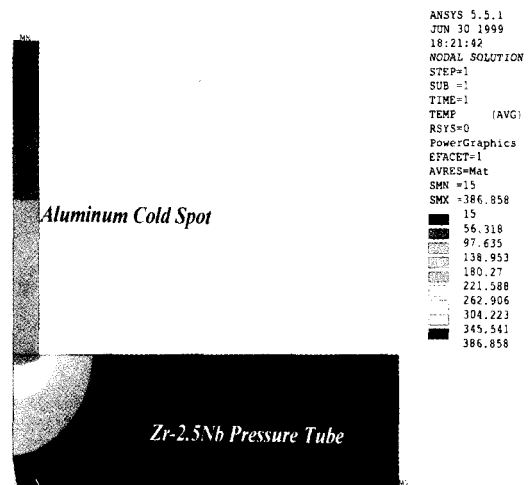 ANSYS 5.5.1
JUN 30 1999
18:21:42
NODAL SOLUTION
STEP=1
SUB =1
TIME=1
TEMP (AVG)
RSYS=0
PowerGraphics
EFACET=1
AVRES=Mat
SMN =15
SMX =386.858
15
56.318
97.635
138.953
180.27
221.588
262.906
304.223
345.541
386.858
MN
Aluminum Cold Spot
Zr-2.5Nb Pressure Tube